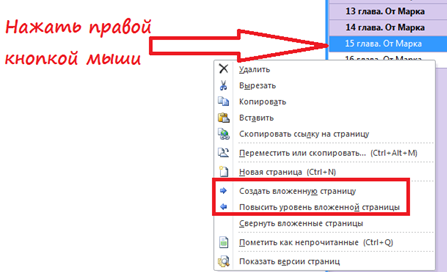 13 глава. От Марка
Нажать правой
14 глава. От Марка
кнопкой мыши
15 глава. От Марка
16 глава. От Марка
Удалить
Вырезать
Копировать
Вставить
Скопировать ссылку на страницу
Переместить или скопировать... (Ctrl+Alt+M)
Новая страница (Ctrl+N)
Создать вложенную страницу
Повысить уровень вложенной страницы
Свернуть вложенные страницы
Пометить как непрочитанные (Ctrl+Q)
Показать версии страниц